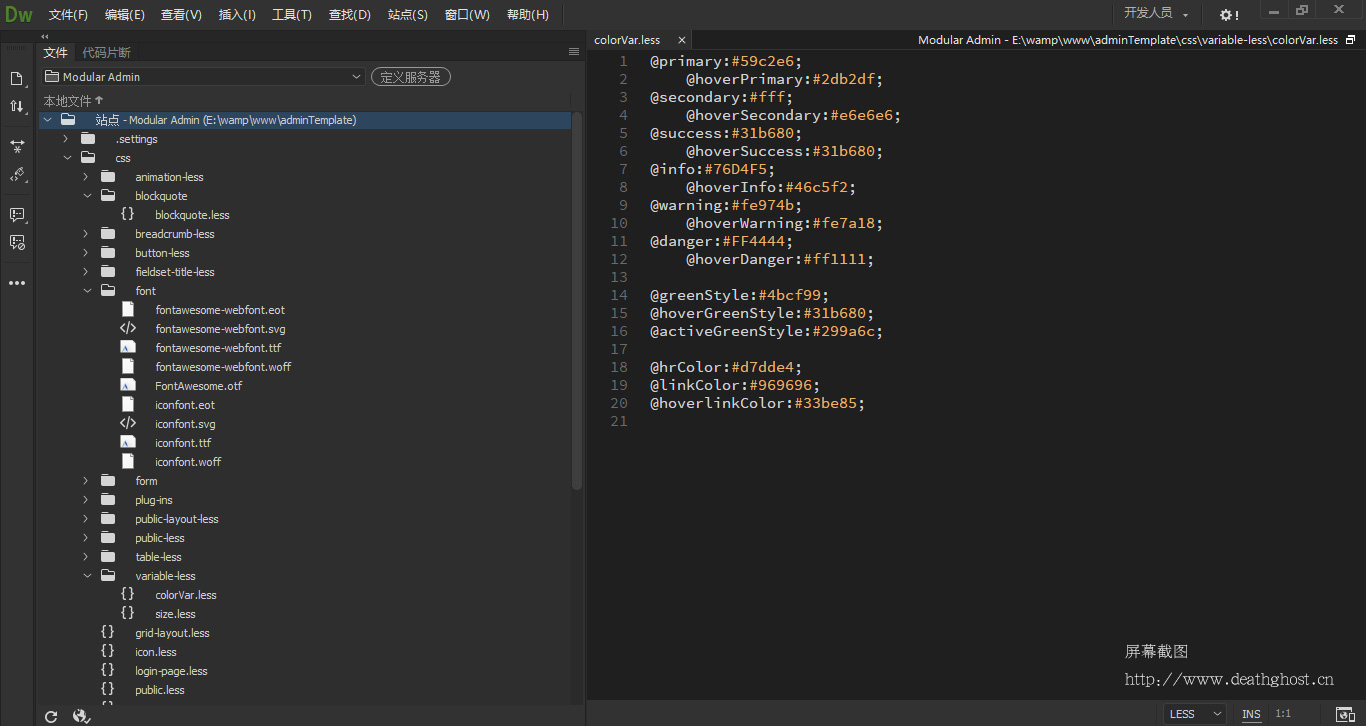 Dw 文件(F) 编辑(E) 查看(V) 插入(I) 工具(T) 查找(D) 站点(S) 窗口(W) 帮助(H) 开发人员 !
文件 代码片断
Modular Admin 定义服务器
本地文件
站点 - Modular Admin (E:\wamp\www\adminTemplate)
.settings
css
animation-less
blockquote
blockquote.less
breadcrumb-less
button-less
fieldset-title-less
font
fontawesome-webfont.eot
fontawesome-webfont.svg
fontawesome-webfont.ttf
fontawesome-webfont.woff
FontAwesome.otf
iconfont.eot
iconfont.svg
iconfont.ttf
iconfont.woff
form
plug-ins
public-layout-less
public-less
table-less
variable-less
colorVar.less
size.less
grid-layout.less
icon.less
login-page.less
public.less
colorVar.less Modular Admin - E:\wamp\www\adminTemplate\css\variable-less\colorVar.less
1 @primary:#59c2e6;
2 @hoverPrimary:#2db2df;
3 @secondary:#fff;
4 @hoverSecondary:#e6e6e6;
5 @success:#31b680;
6 @hoverSuccess:#31b680;
7 @info:#76D4F5;
8 @hoverInfo:#46c5f2;
9 @warning:#fe974b;
10 @hoverWarning:#fe7a18;
11 @danger:#FF4444;
12 @hoverDanger:#ff1111;
13
14 @greenStyle:#4bcf99;
15 @hoverGreenStyle:#31b680;
16 @activeGreenStyle:#299a6c;
17
18 @hrColor:#d7dde4;
19 @linkColor:#969696;
20 @hoverlinkColor:#33be85;
21
屏幕截图
http://www.deathghost.cn
LESS INS 1:1